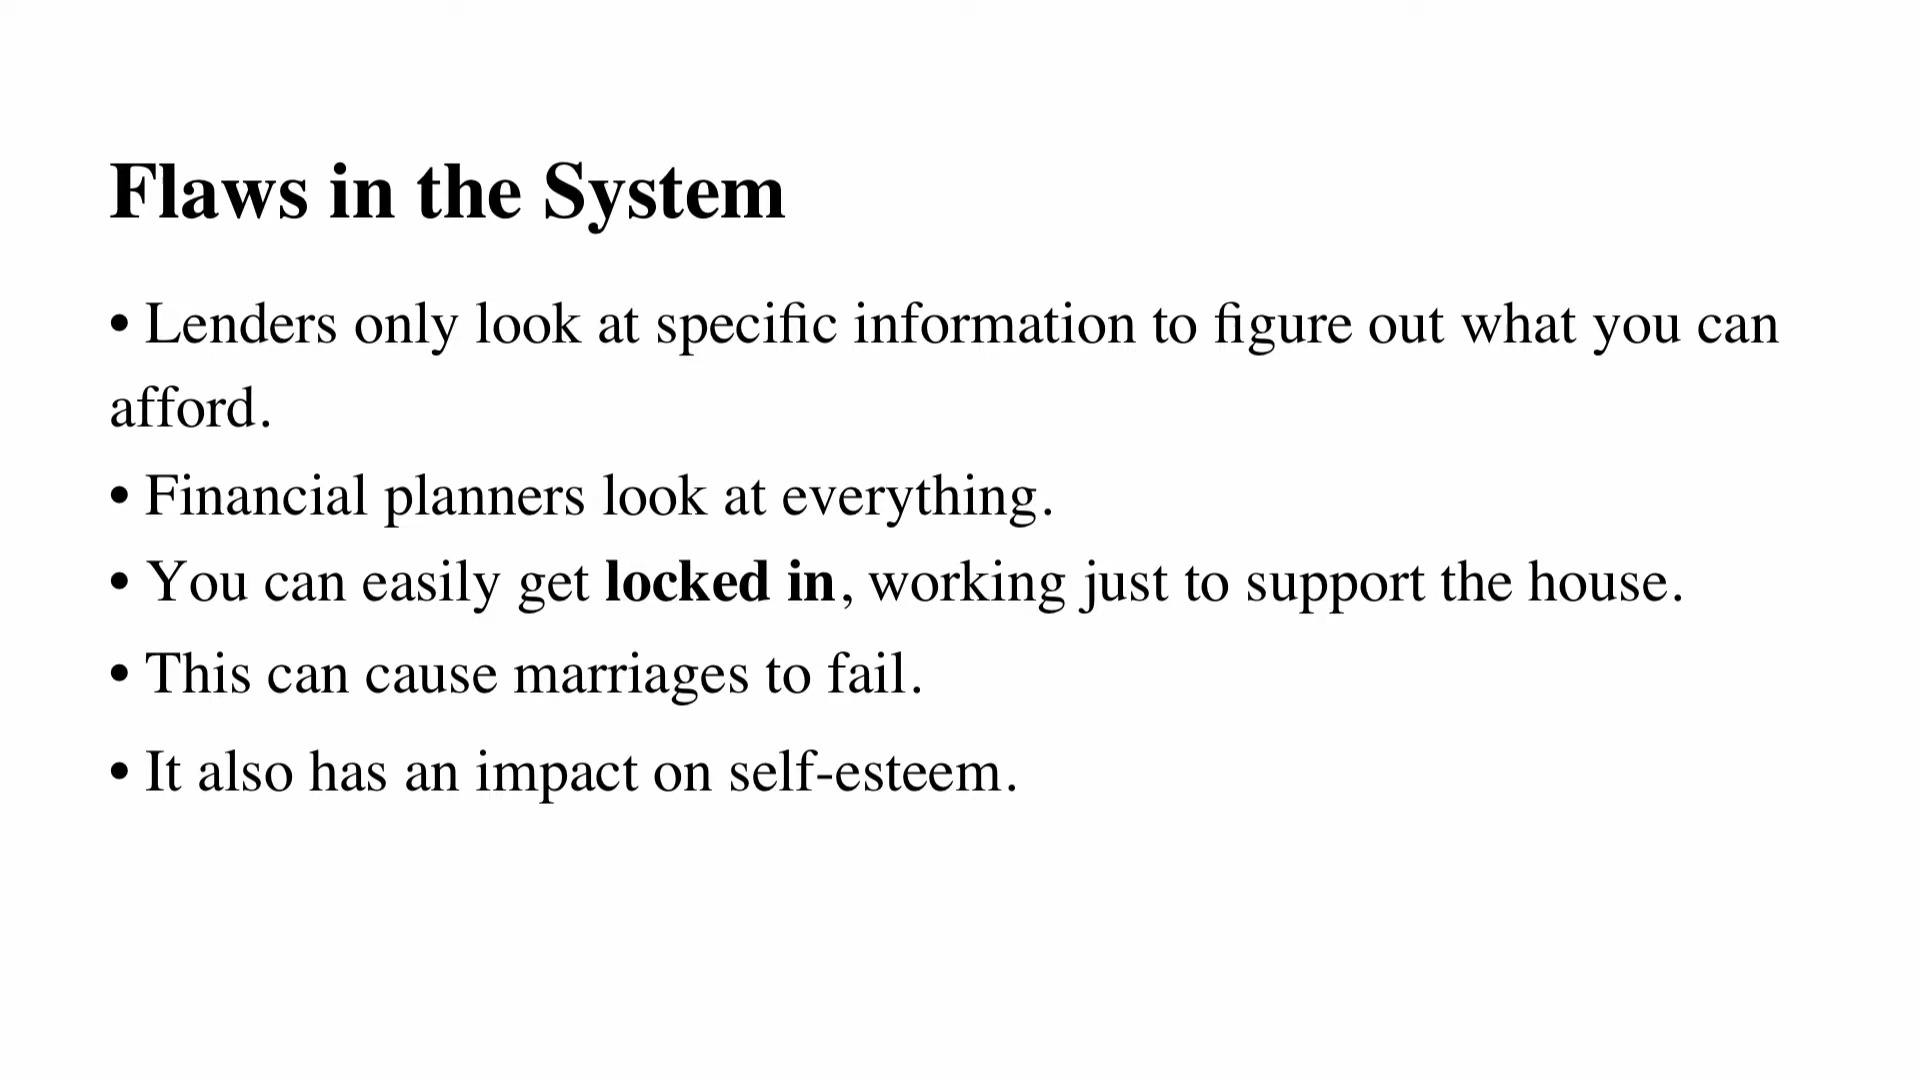 Flaws in the System
• Lenders only look at specific information to figure out what you can
afford.
• Financial planners look at everything.
• You can easily get locked in, working just to support the house.
• This can cause marriages to fail.
• It also has an impact on self-esteem.